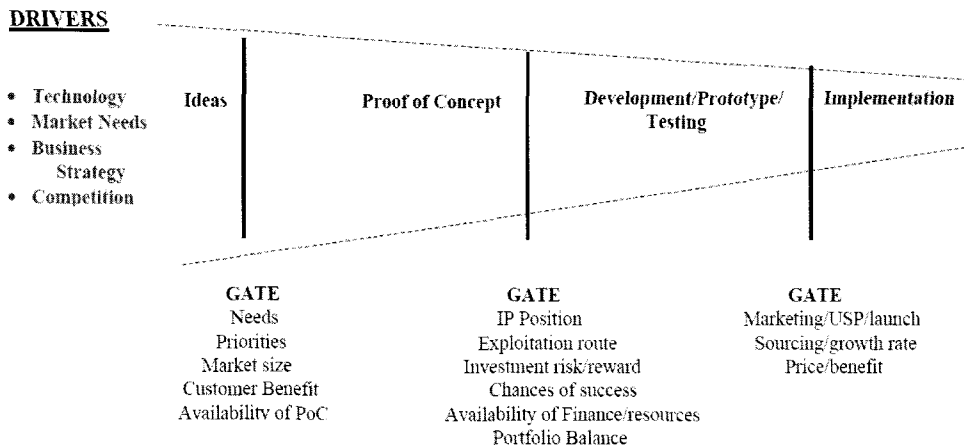 DRIVERS
• Technology
• Market Needs
• Business
Strategy
• Competition
Ideas
Proof of Concept
Development/Prototype/
Testing
Implementation
GATE
Needs
Priorities
Market size
Customer Benefit
Availability of PoC
GATE
IP Position
Exploitation route
Investment risk/reward
Chances of success
Availability of Finance/resources
Portfolio Balance
GATE
Marketing/USP/launch
Sourcing/growth rate
Price/benefit